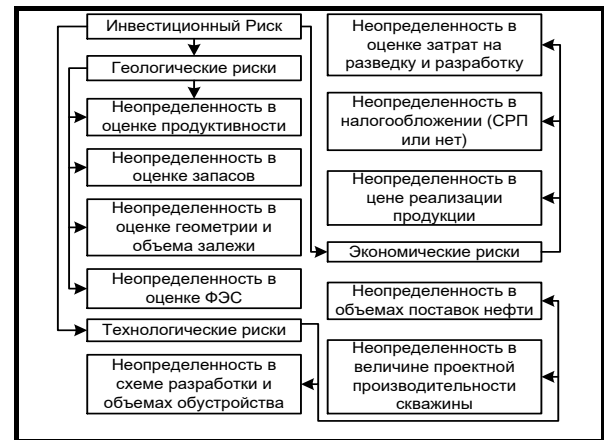 Инвестиционный Риск
Геологические риски
Неопределенность в
оценке продуктивности
Неопределенность в
оценке запасов
Неопределенность в
оценке геометрии и
объема залежи
Неопределенность в
оценке ФЭС
Технологические риски
Неопределенность в
схеме разработки и
объемах обустройства
Неопределенность в
оценке затрат на
разведку и разработку
Неопределенность в
налогообложении (СРП
или нет)
Неопределенность в
цене реализации
продукции
Экономические риски
Неопределенность в
объемах поставок нефти
Неопределенность в
величине проектной
производительности
скважины